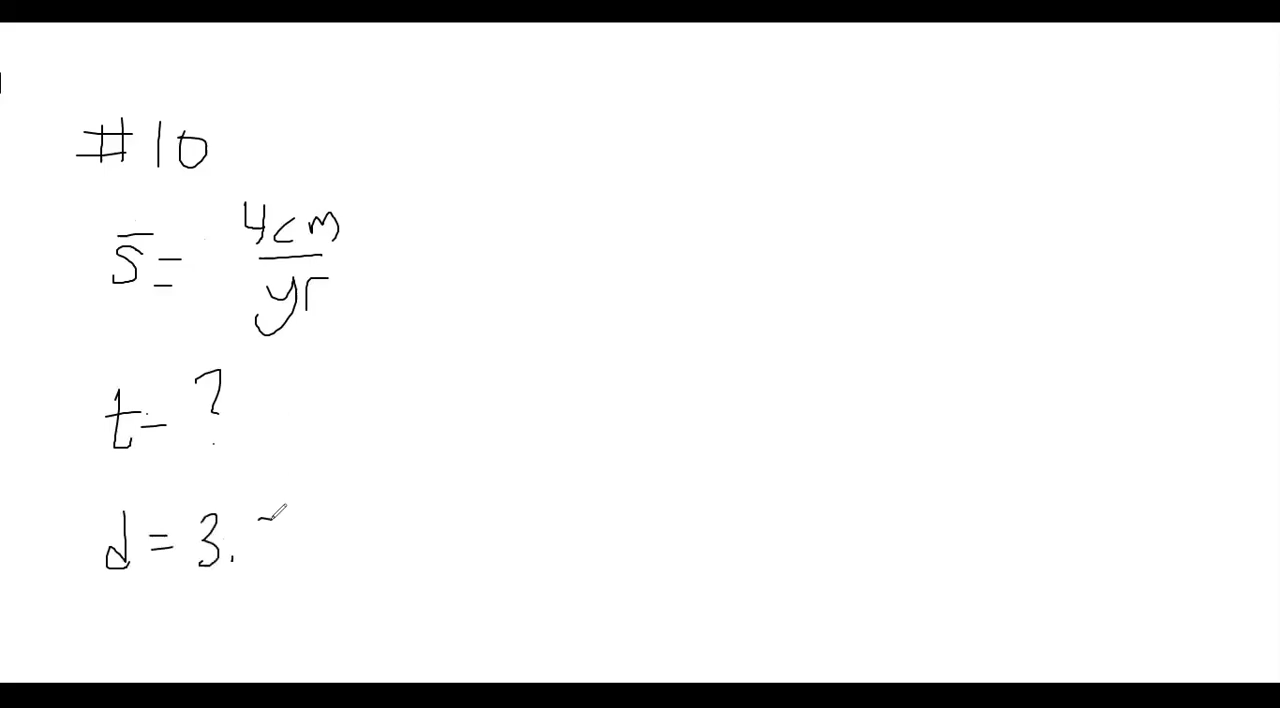 #10
s̅ = 4cm/yr
t = ?
d = 3.